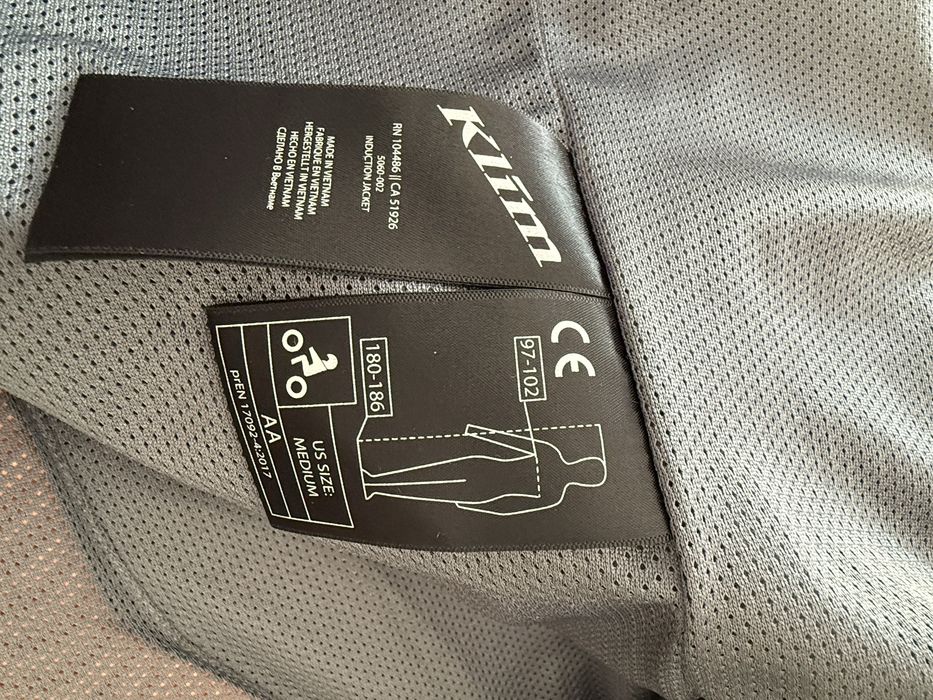 Klim
RN 104486 || CA 51926
5060-002
INDUCTION JACKET
MADE IN VIETNAM
FABRIQUE EN VIETNAM
HERGESTELLT IN VIETNAM
HECHO EN VIETNAM
СДЕЛАНО В Вьетнаме
CE
97-102
180-186
US SIZE:
MEDIUM
AA
prEN 17092-4:2017